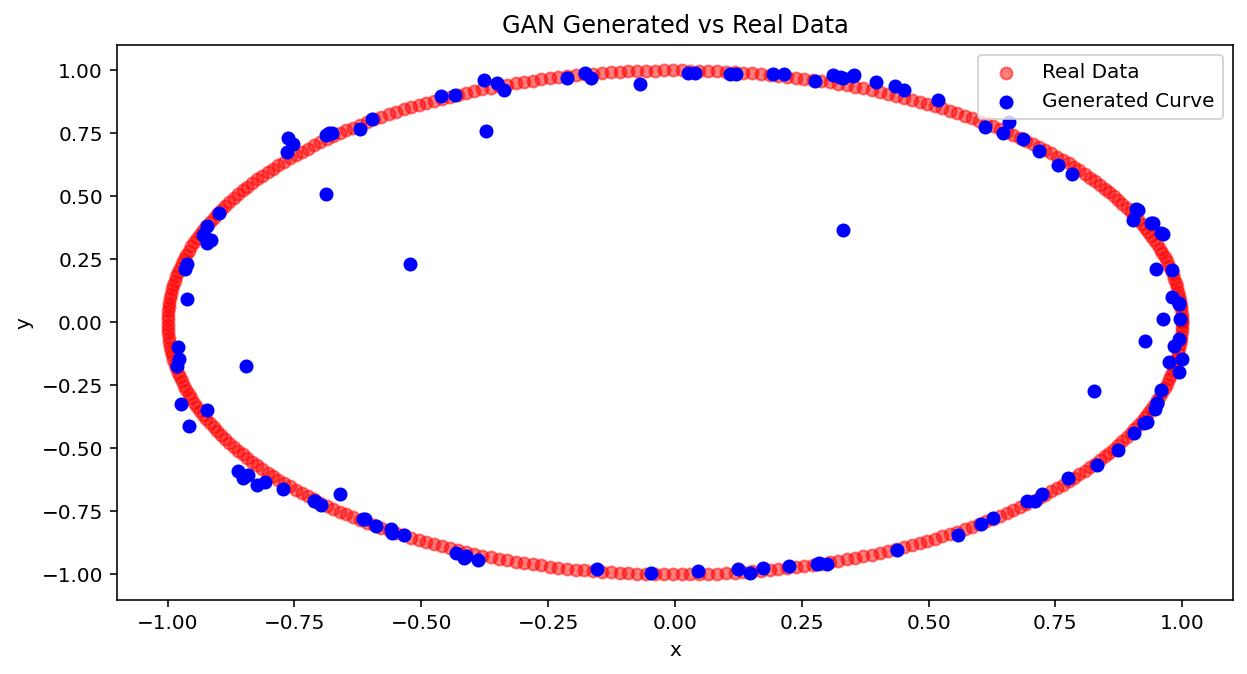 GAN Generated vs Real Data
Real Data
Generated Curve
1.00
0.75
0.50
0.25
0.00
−0.25
−0.50
−0.75
−1.00
y
−1.00 −0.75 −0.50 −0.25 0.00 0.25 0.50 0.75 1.00
x